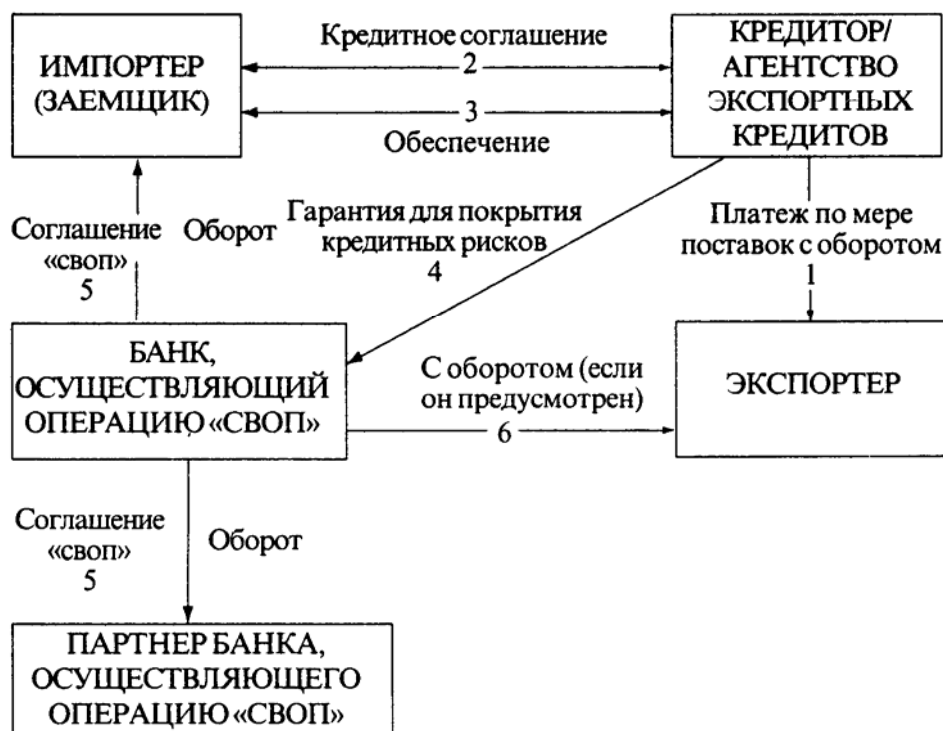 ИМПОРТЕР
(ЗАЕМЩИК)
Кредитное соглашение
2
3
Обеспечение
КРЕДИТОР/
АГЕНТСТВО
ЭКСПОРТНЫХ
КРЕДИТОВ
Соглашение
«своп»
5
Оборот
Гарантия для покрытия
кредитных рисков
4
Платеж по мере
поставок с оборотом
1
БАНК,
ОСУЩЕСТВЛЯЮЩИЙ
ОПЕРАЦИЮ «СВОП»
С оборотом (если
он предусмотрен)
6
ЭКСПОРТЕР
Соглашение
«своп»
5
Оборот
ПАРТНЕР БАНКА,
ОСУЩЕСТВЛЯЮЩЕГО
ОПЕРАЦИЮ «СВОП»